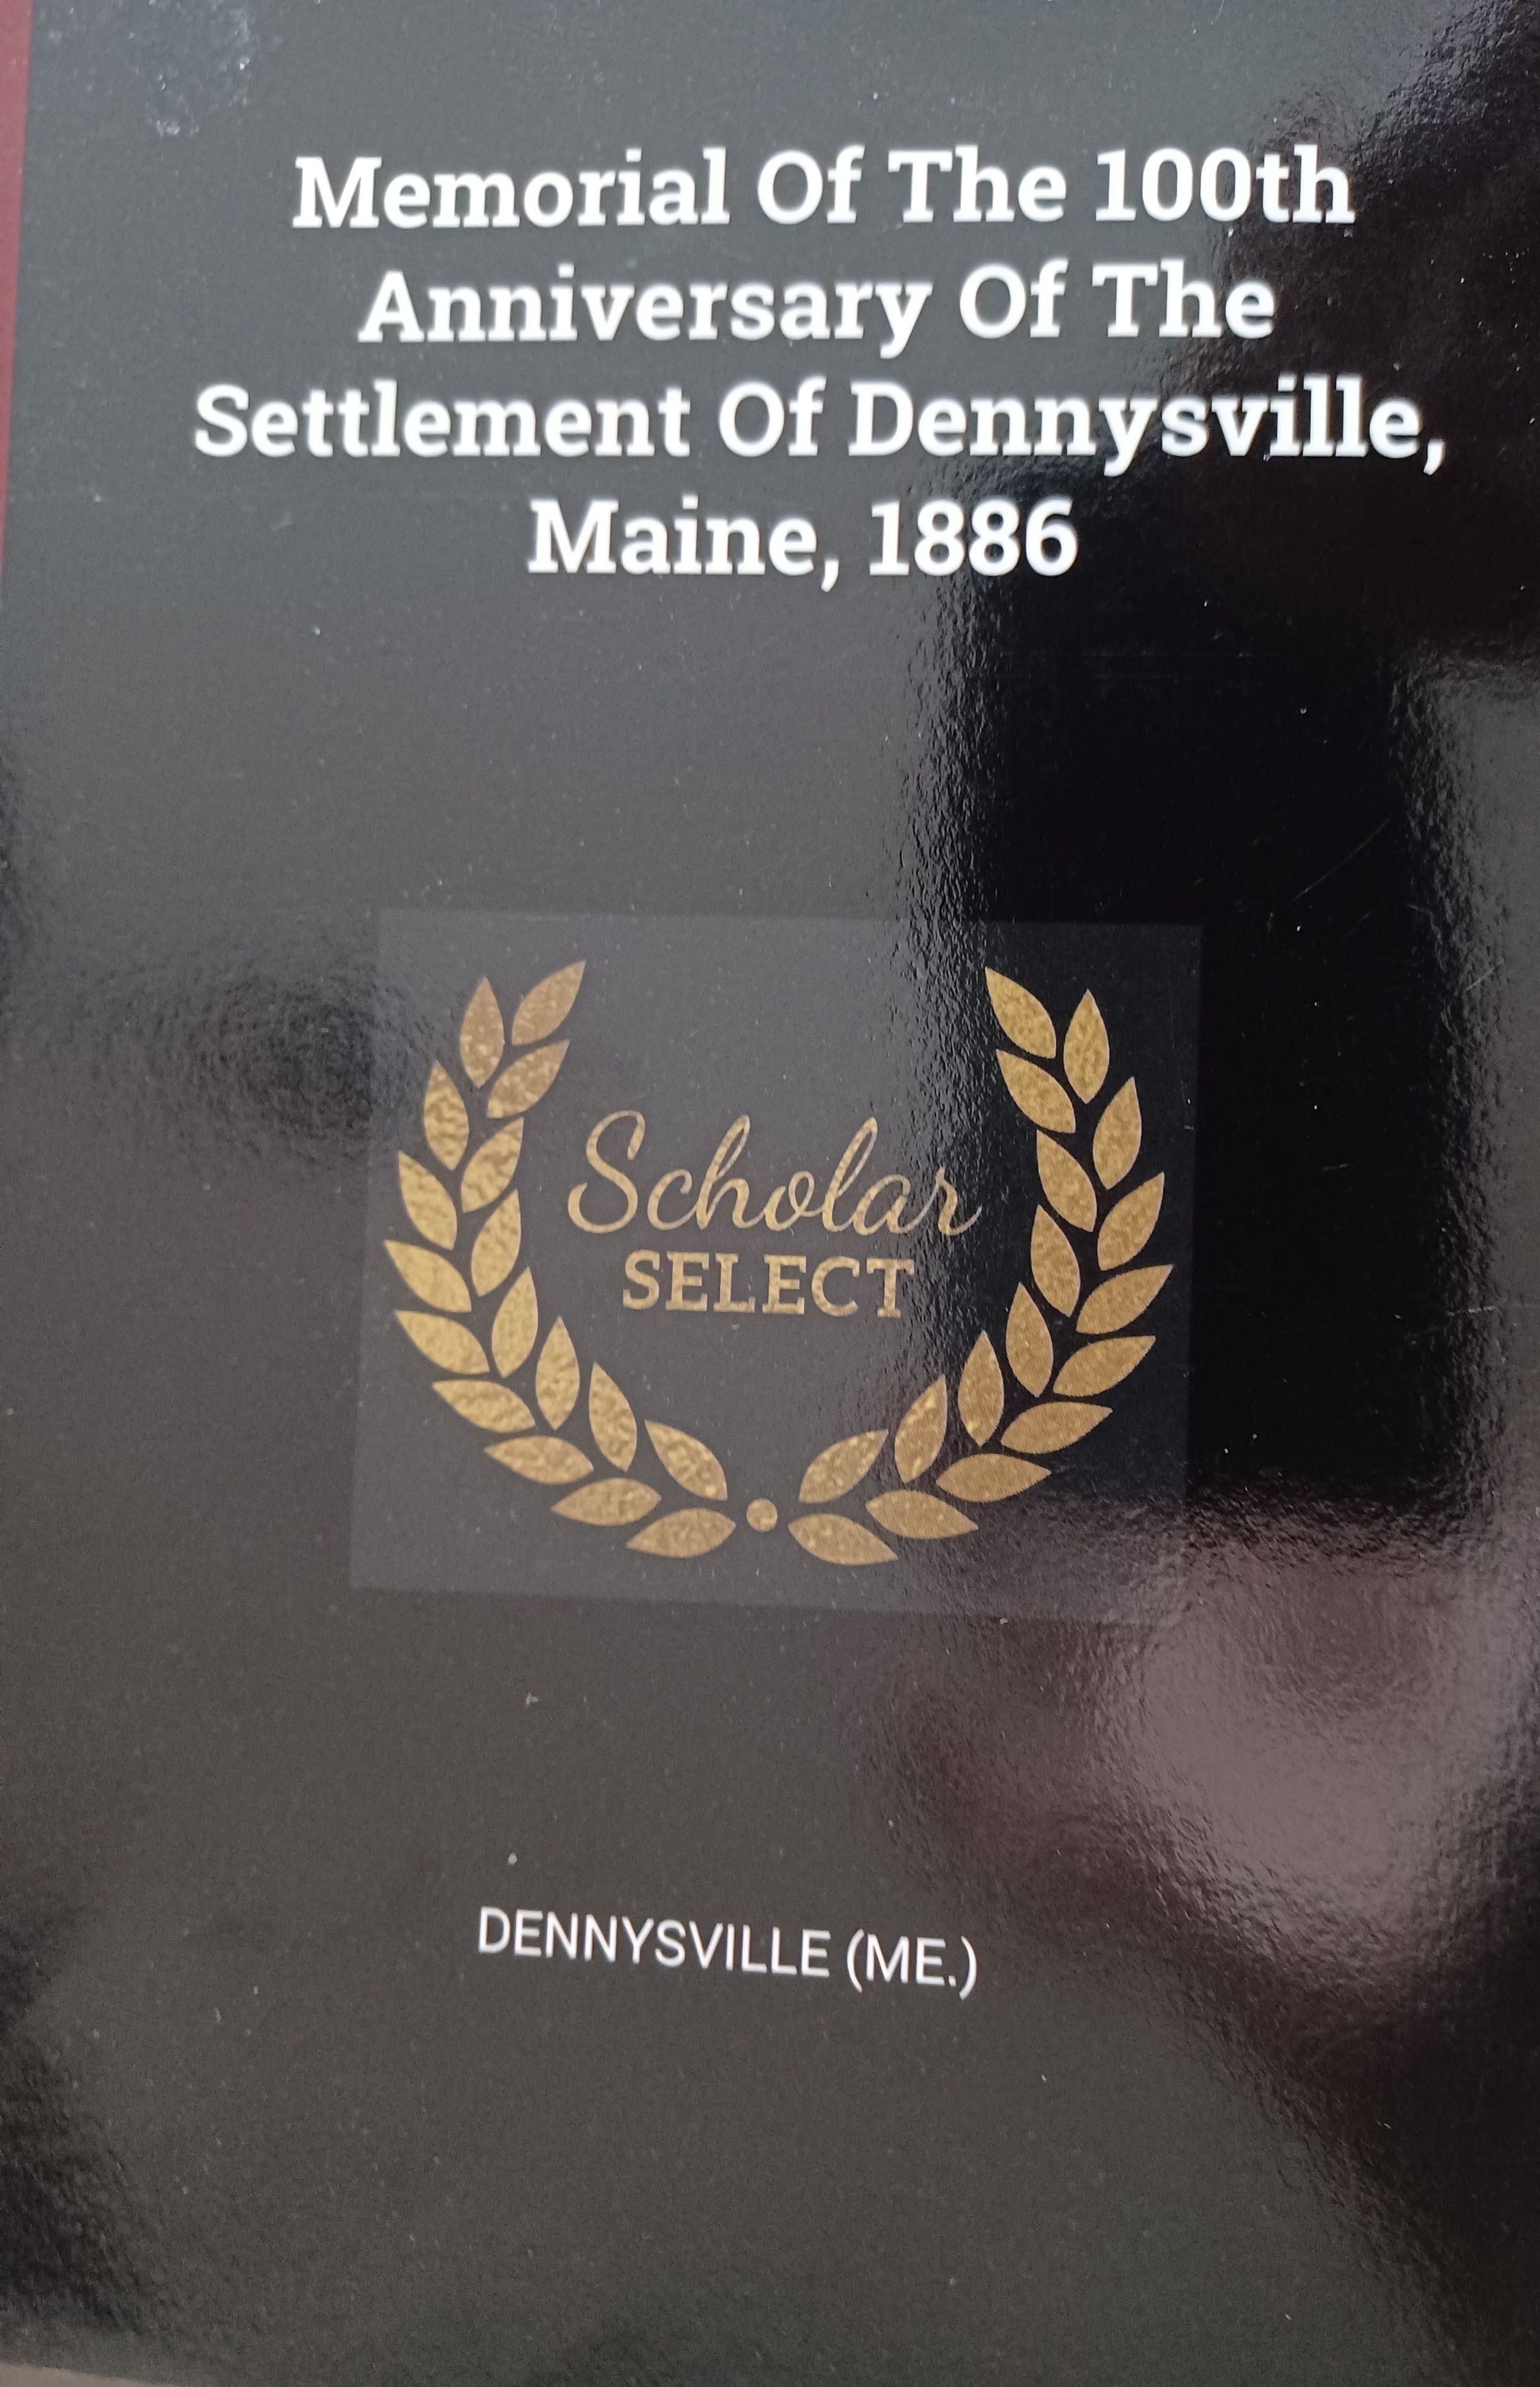 Memorial Of The 100th
Anniversary Of The
Settlement Of Dennysville,
Maine, 1886
Scholar
SELECT
DENNYSVILLE (ME.)